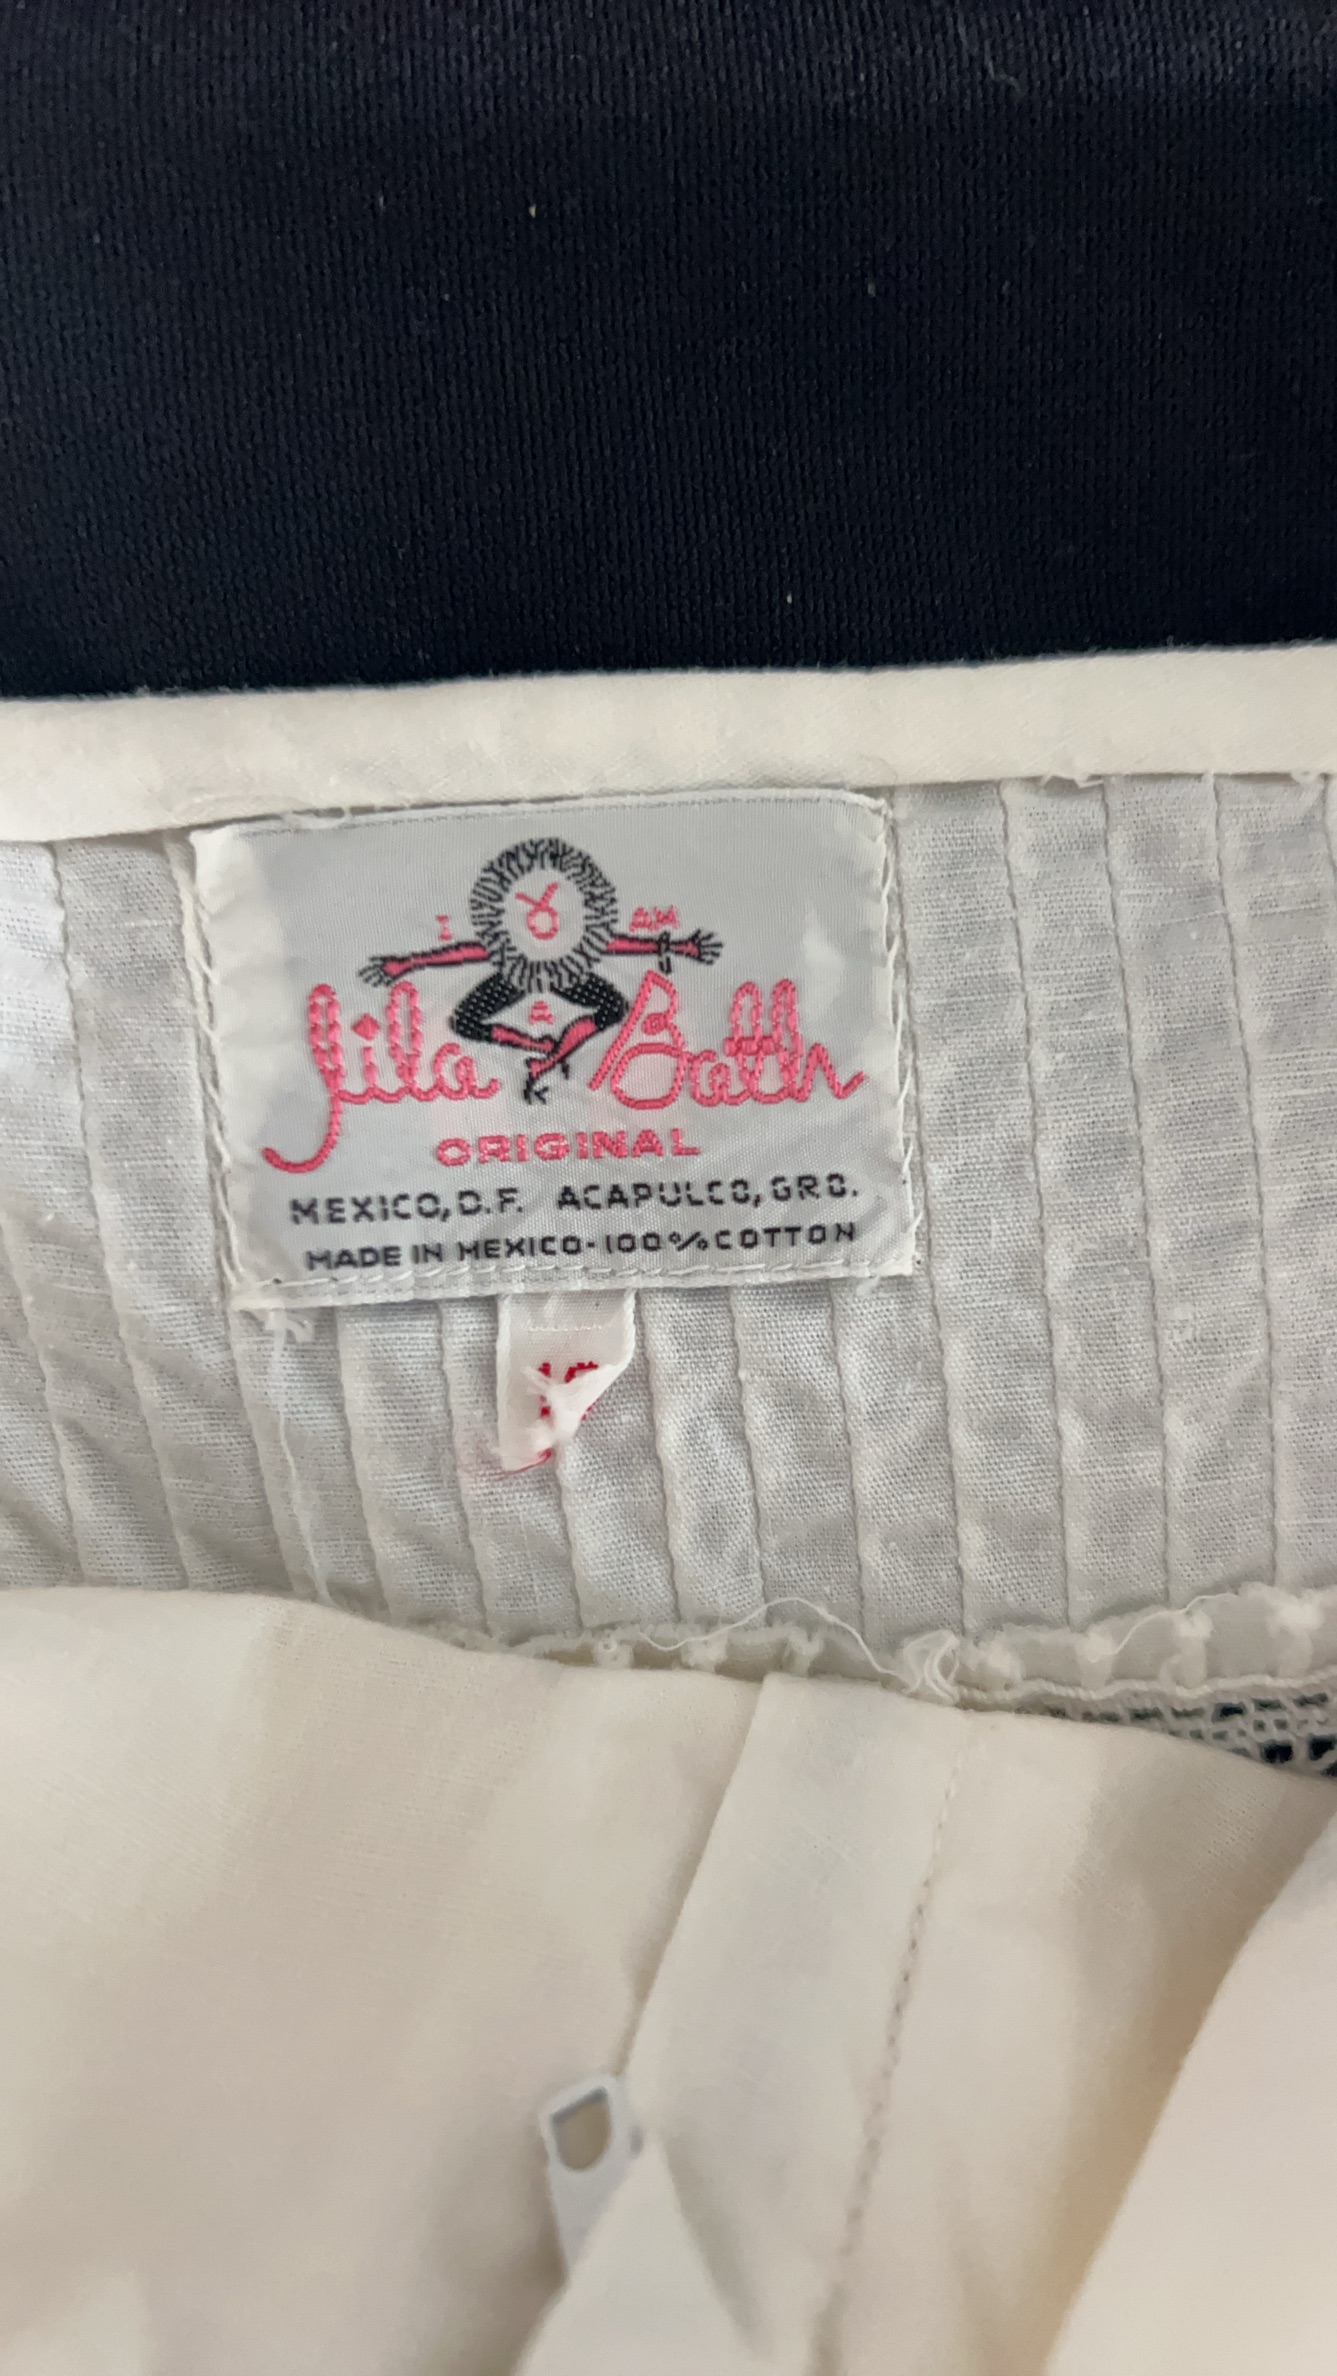 I AM
A
Lila Bath
ORIGINAL
MEXICO, D.F. ACAPULCO, GRO.
MADE IN MEXICO-100% COTTON